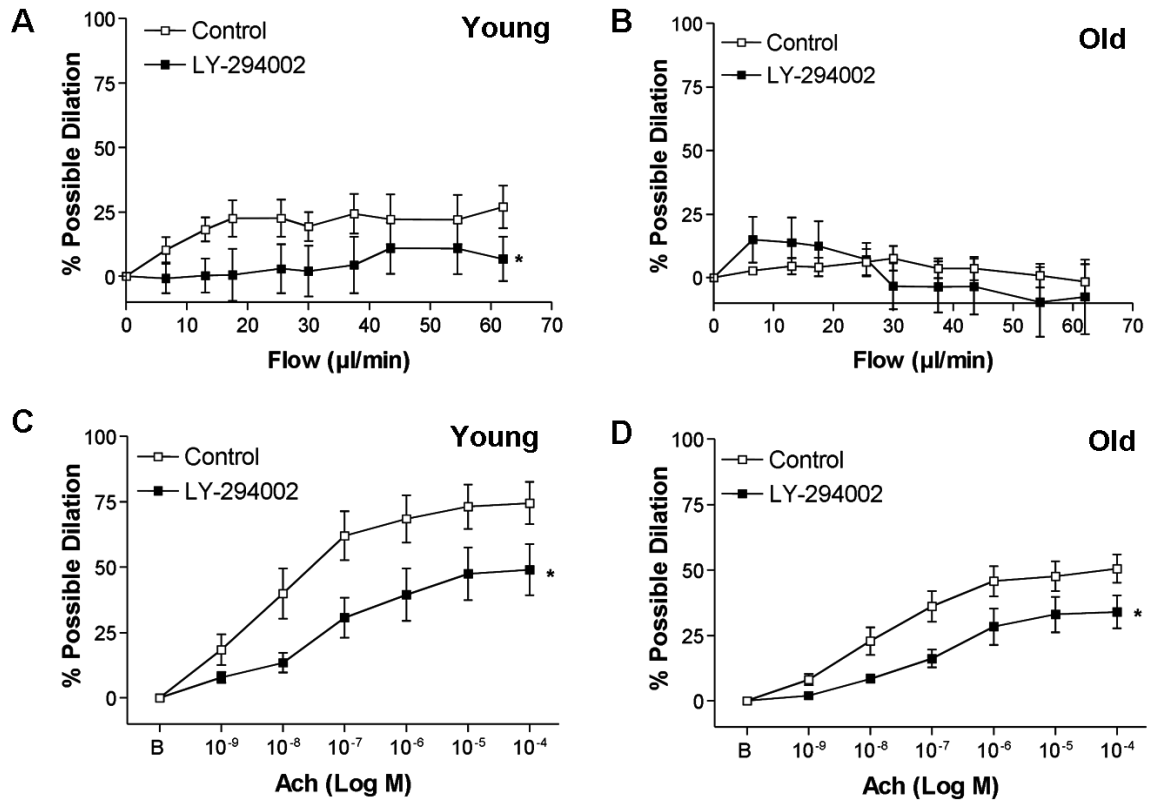 A
Young
Control
LY-294002
% Possible Dilation
100
75
50
25
0
0 10 20 30 40 50 60 70
Flow (µl/min)
B
Old
Control
LY-294002
% Possible Dilation
100
75
50
25
0
0 10 20 30 40 50 60 70
Flow (µl/min)
*
C
Young
Control
LY-294002
% Possible Dilation
100
75
50
25
0
*
B 10⁻⁹ 10⁻⁸ 10⁻⁷ 10⁻⁶ 10⁻⁵ 10⁻⁴
Ach (Log M)
D
Old
Control
LY-294002
% Possible Dilation
100
75
50
25
0
*
B 10⁻⁹ 10⁻⁸ 10⁻⁷ 10⁻⁶ 10⁻⁵ 10⁻⁴
Ach (Log M)